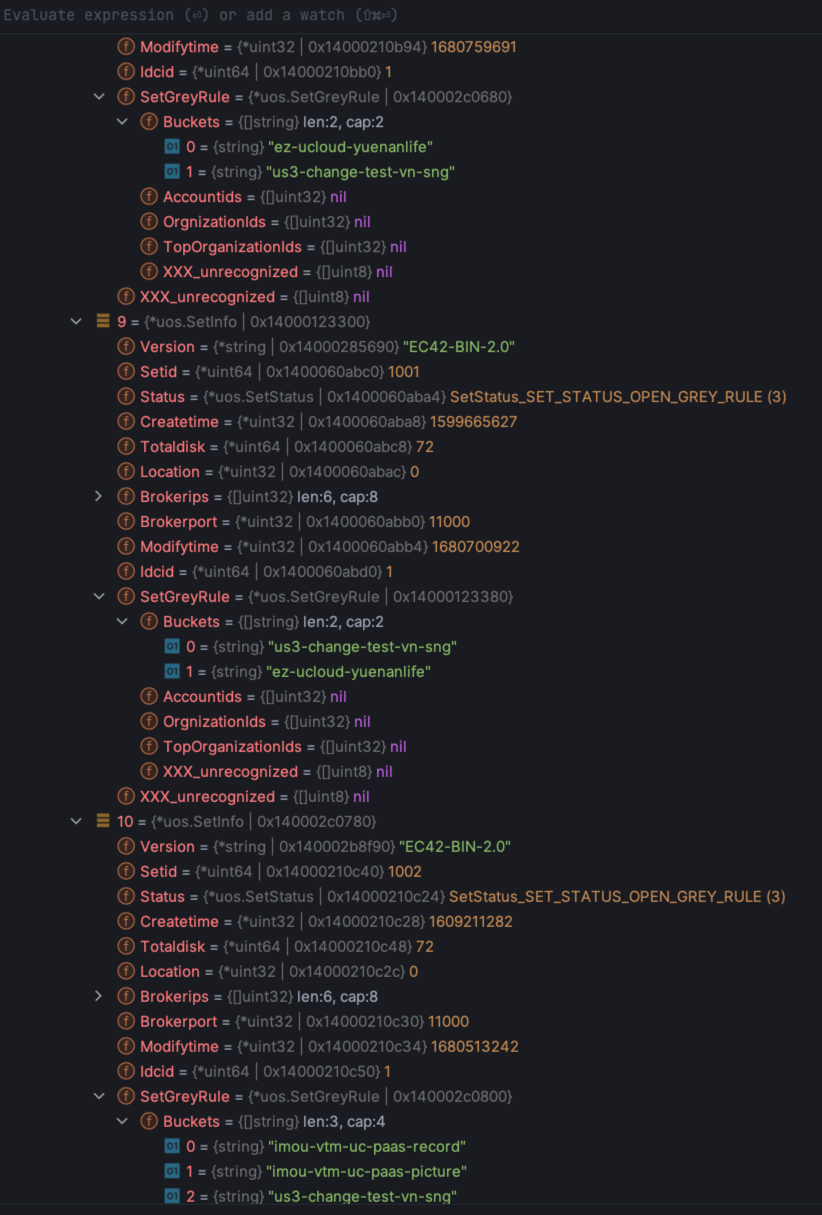 Evaluate expression (⏎) or add a watch (⇧⌘⏎)
Modifytime = {*uint32 | 0x14000210b94} 1680759691
Idcid = {*uint64 | 0x14000210bb0} 1
SetGreyRule = {*uos.SetGreyRule | 0x140002c0680}
Buckets = {[]string} len:2, cap:2
0 = {string} "ez-ucloud-yuenanlife"
1 = {string} "us3-change-test-vn-sng"
Accountids = {[]uint32} nil
OrgnizationIds = {[]uint32} nil
TopOrganizationIds = {[]uint32} nil
XXX_unrecognized = {[]uint8} nil
XXX_unrecognized = {[]uint8} nil
9 = {*uos.SetInfo | 0x14000123300}
Version = {*string | 0x14000285690} "EC42-BIN-2.0"
Setid = {*uint64 | 0x1400060abc0} 1001
Status = {*uos.SetStatus | 0x1400060aba4} SetStatus_SET_STATUS_OPEN_GREY_RULE (3)
Createtime = {*uint32 | 0x1400060aba8} 1599665627
Totaldisk = {*uint64 | 0x1400060abc8} 72
Location = {*uint32 | 0x1400060abac} 0
Brokerips = {[]uint32} len:6, cap:8
Brokerport = {*uint32 | 0x1400060abb0} 11000
Modifytime = {*uint32 | 0x1400060abb4} 1680700922
Idcid = {*uint64 | 0x1400060abd0} 1
SetGreyRule = {*uos.SetGreyRule | 0x14000123380}
Buckets = {[]string} len:2, cap:2
0 = {string} "us3-change-test-vn-sng"
1 = {string} "ez-ucloud-yuenanlife"
Accountids = {[]uint32} nil
OrgnizationIds = {[]uint32} nil
TopOrganizationIds = {[]uint32} nil
XXX_unrecognized = {[]uint8} nil
XXX_unrecognized = {[]uint8} nil
10 = {*uos.SetInfo | 0x140002c0780}
Version = {*string | 0x140002b8f90} "EC42-BIN-2.0"
Setid = {*uint64 | 0x14000210c40} 1002
Status = {*uos.SetStatus | 0x14000210c24} SetStatus_SET_STATUS_OPEN_GREY_RULE (3)
Createtime = {*uint32 | 0x14000210c28} 1609211282
Totaldisk = {*uint64 | 0x14000210c48} 72
Location = {*uint32 | 0x14000210c2c} 0
Brokerips = {[]uint32} len:6, cap:8
Brokerport = {*uint32 | 0x14000210c30} 11000
Modifytime = {*uint32 | 0x14000210c34} 1680513242
Idcid = {*uint64 | 0x14000210c50} 1
SetGreyRule = {*uos.SetGreyRule | 0x140002c0800}
Buckets = {[]string} len:3, cap:4
0 = {string} "imou-vtm-uc-paas-record"
1 = {string} "imou-vtm-uc-paas-picture"
2 = {string} "us3-change-test-vn-sng"